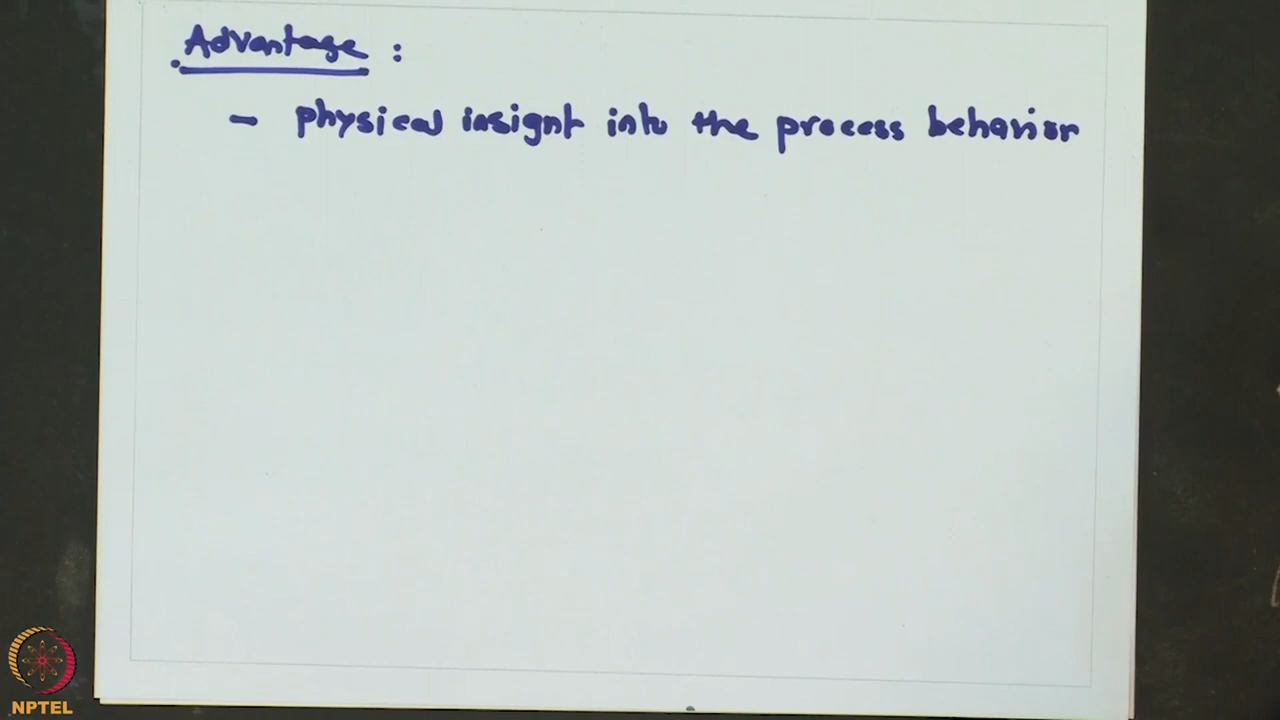 Advantage :
- physical insight into the process behavior
NPTEL